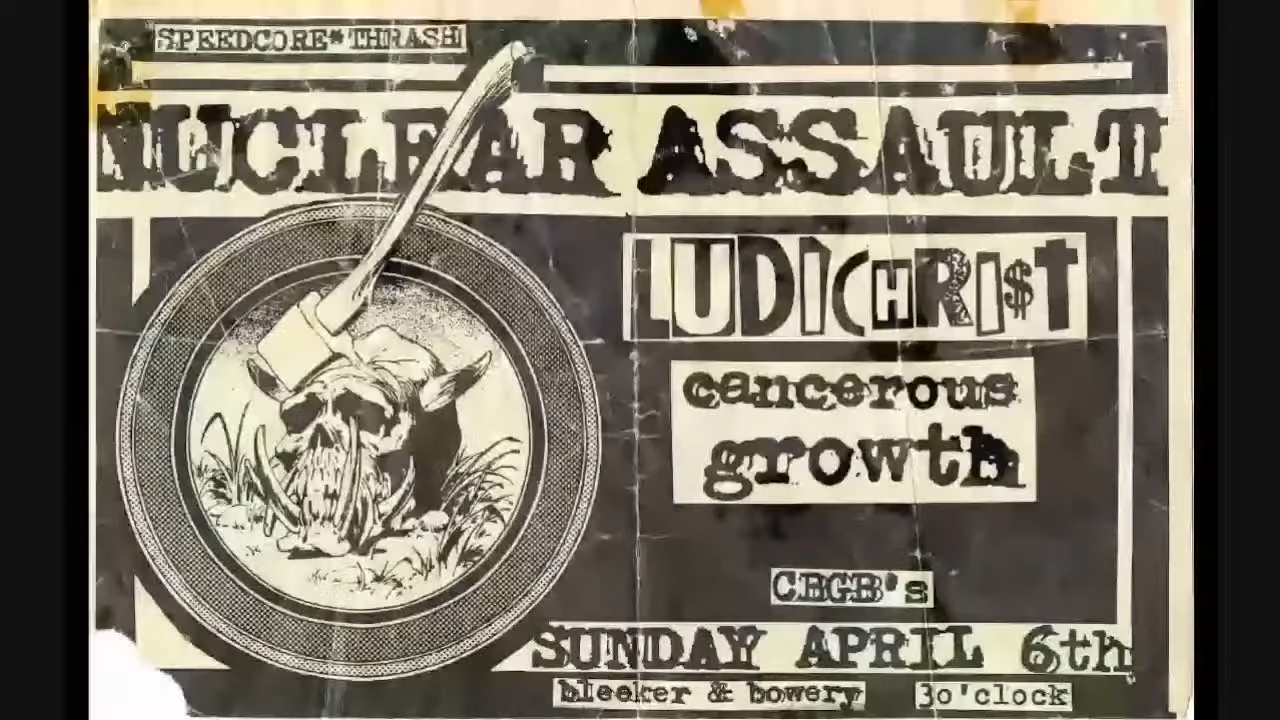 SPEEDCORE*THRASH
NUCLEAR ASSAULT
LUDICHRI$T
cancerous
growth
CBGB's
SUNDAY APRIL 6th
bleeker & bowery 3o'clock